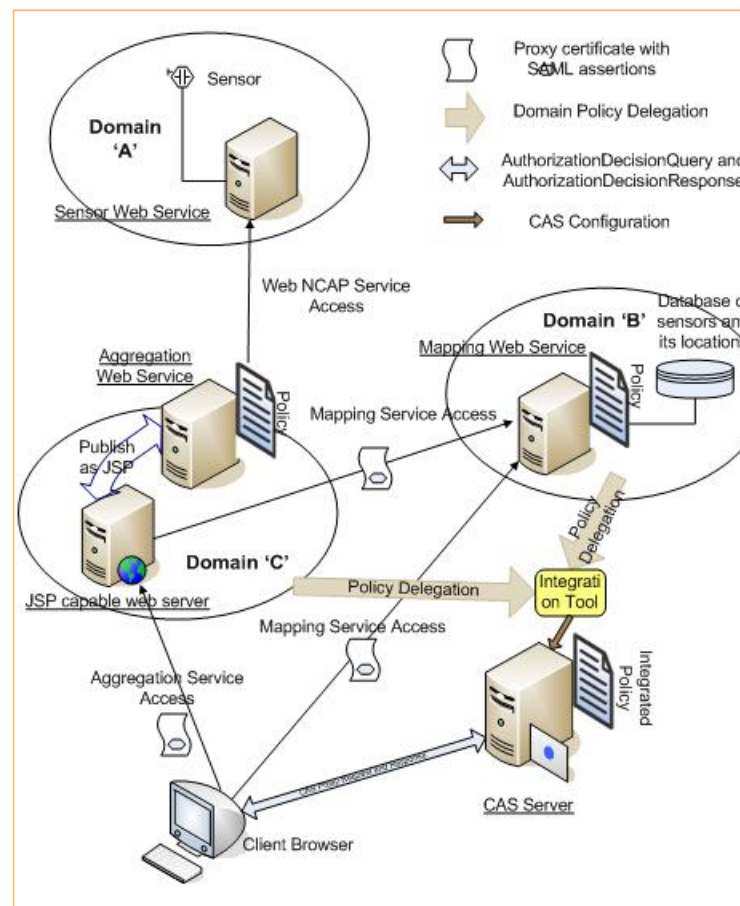 Proxy certificate with
SAML assertions
Sensor
Domain Policy Delegation
Domain
‘A’
AuthorizationDecisionQuery and
AuthorizationDecisionResponse
Sensor Web Service
CAS Configuration
Web NCAP Service
Access
Database o
sensors an
its location
Domain ‘B’
Mapping Web Service
Aggregation
Web Service
Policy
Policy
Mapping Service Access
Publish
as JSP
Policy
Delegation
Domain ‘C’
Policy Delegation
Integrati
on Tool
JSP capable web server
Mapping Service Access
Integrated
Policy
Aggregation Service
Access
CAS Server
Client Browser